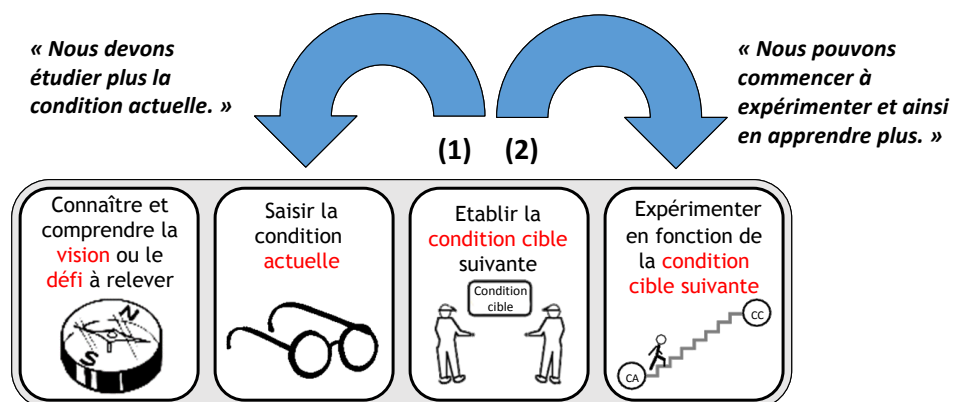 « Nous devons
étudier plus la
condition actuelle. »
(1)
(2)
« Nous pouvons
commencer à
expérimenter et ainsi
en apprendre plus. »
Connaître et
comprendre la
vision ou le
défi à relever
N
S
Saisir la
condition
actuelle
Etablir la
condition cible
suivante
Condition
cible
Expérimenter
en fonction de
la condition
cible suivante
CC
CA